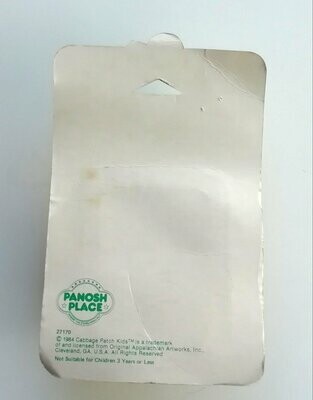 PANOSH
PLACE
27170
© 1984 Cabbage Patch Kids™ is a trademark
of and licensed from Original Appalachian Artworks, Inc.,
Cleveland, GA. U.S.A. All Rights Reserved
Not Suitable for Children 3 Years or Less